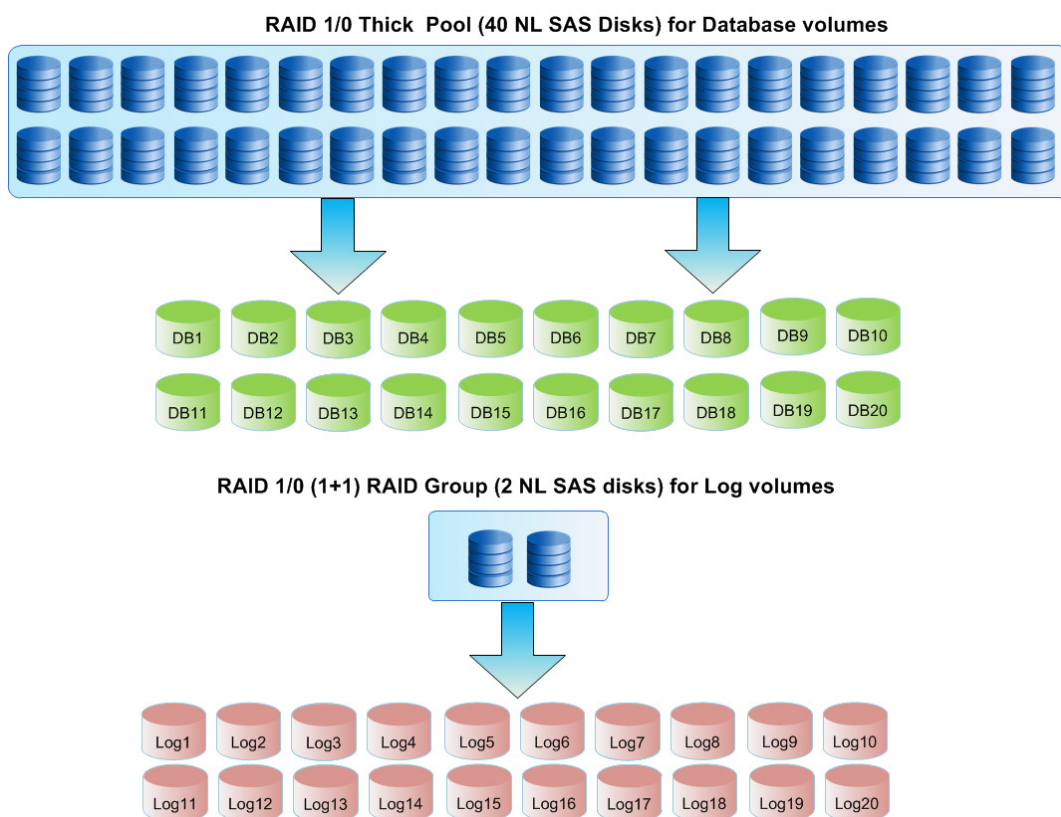 RAID 1/0 Thick Pool (40 NL SAS Disks) for Database volumes
DB1 DB2 DB3 DB4 DB5 DB6 DB7 DB8 DB9 DB10
DB11 DB12 DB13 DB14 DB15 DB16 DB17 DB18 DB19 DB20
RAID 1/0 (1+1) RAID Group (2 NL SAS disks) for Log volumes
Log1 Log2 Log3 Log4 Log5 Log6 Log7 Log8 Log9 Log10
Log11 Log12 Log13 Log14 Log15 Log16 Log17 Log18 Log19 Log20